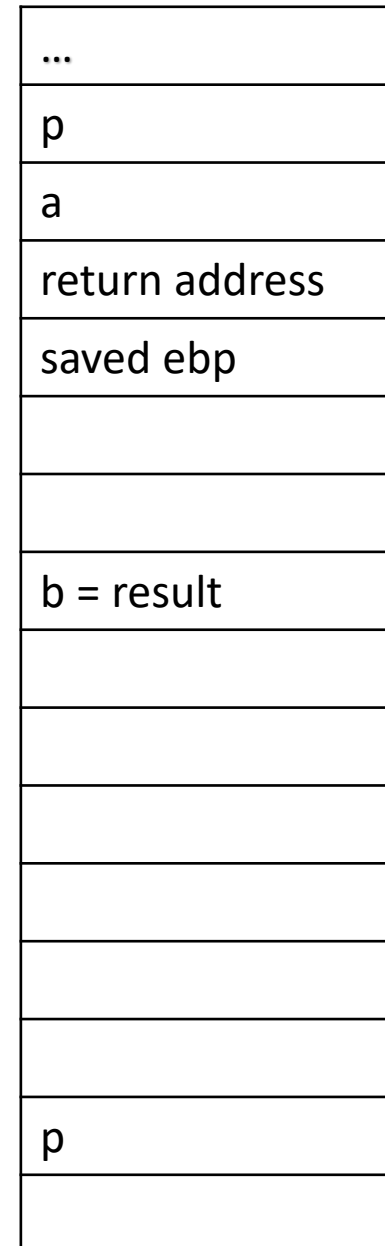 ...
p
a
return address
saved ebp
b = result
p